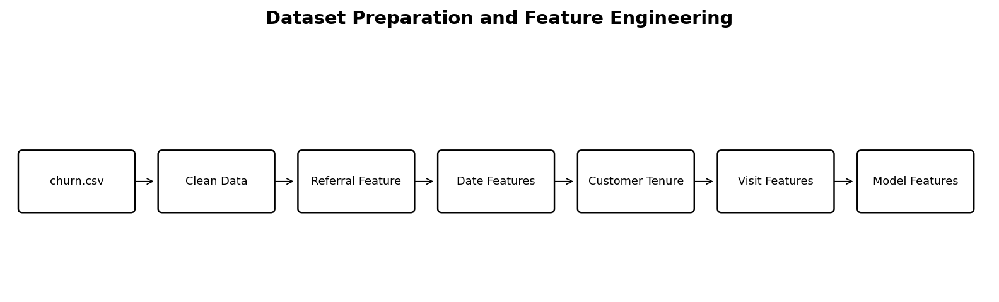 Dataset Preparation and Feature Engineering
churn.csv
Clean Data
Referral Feature
Date Features
Customer Tenure
Visit Features
Model Features